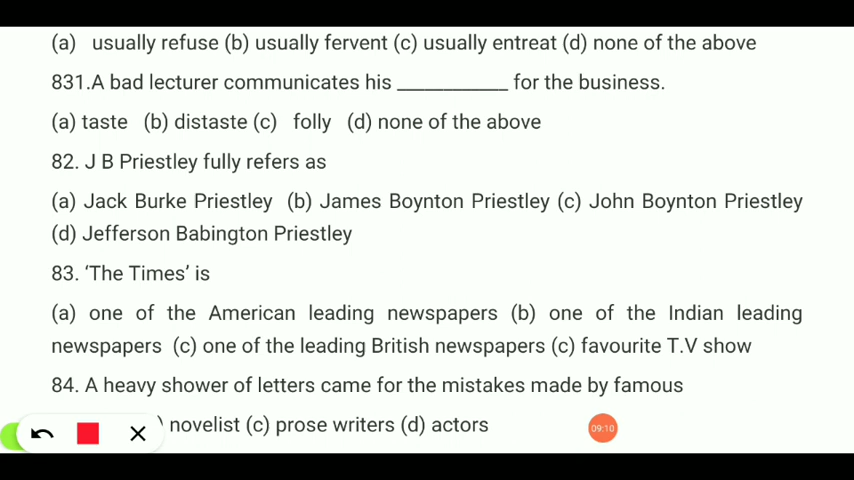 (a) usually refuse (b) usually fervent (c) usually entreat (d) none of the above
831.A bad lecturer communicates his __________ for the business.
(a) taste (b) distaste (c) folly (d) none of the above
82. J B Priestley fully refers as
(a) Jack Burke Priestley (b) James Boynton Priestley (c) John Boynton Priestley
(d) Jefferson Babington Priestley
83. ‘The Times’ is
(a) one of the American leading newspapers (b) one of the Indian leading
newspapers (c) one of the leading British newspapers (c) favourite T.V show
84. A heavy shower of letters came for the mistakes made by famous
) novelist (c) prose writers (d) actors
09:10